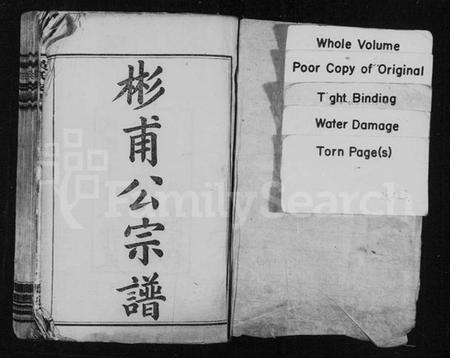 彬甫公宗譜
Whole Volume
Poor Copy of Original
Tight Binding
Water Damage
Torn Page(s)
FamilySearch